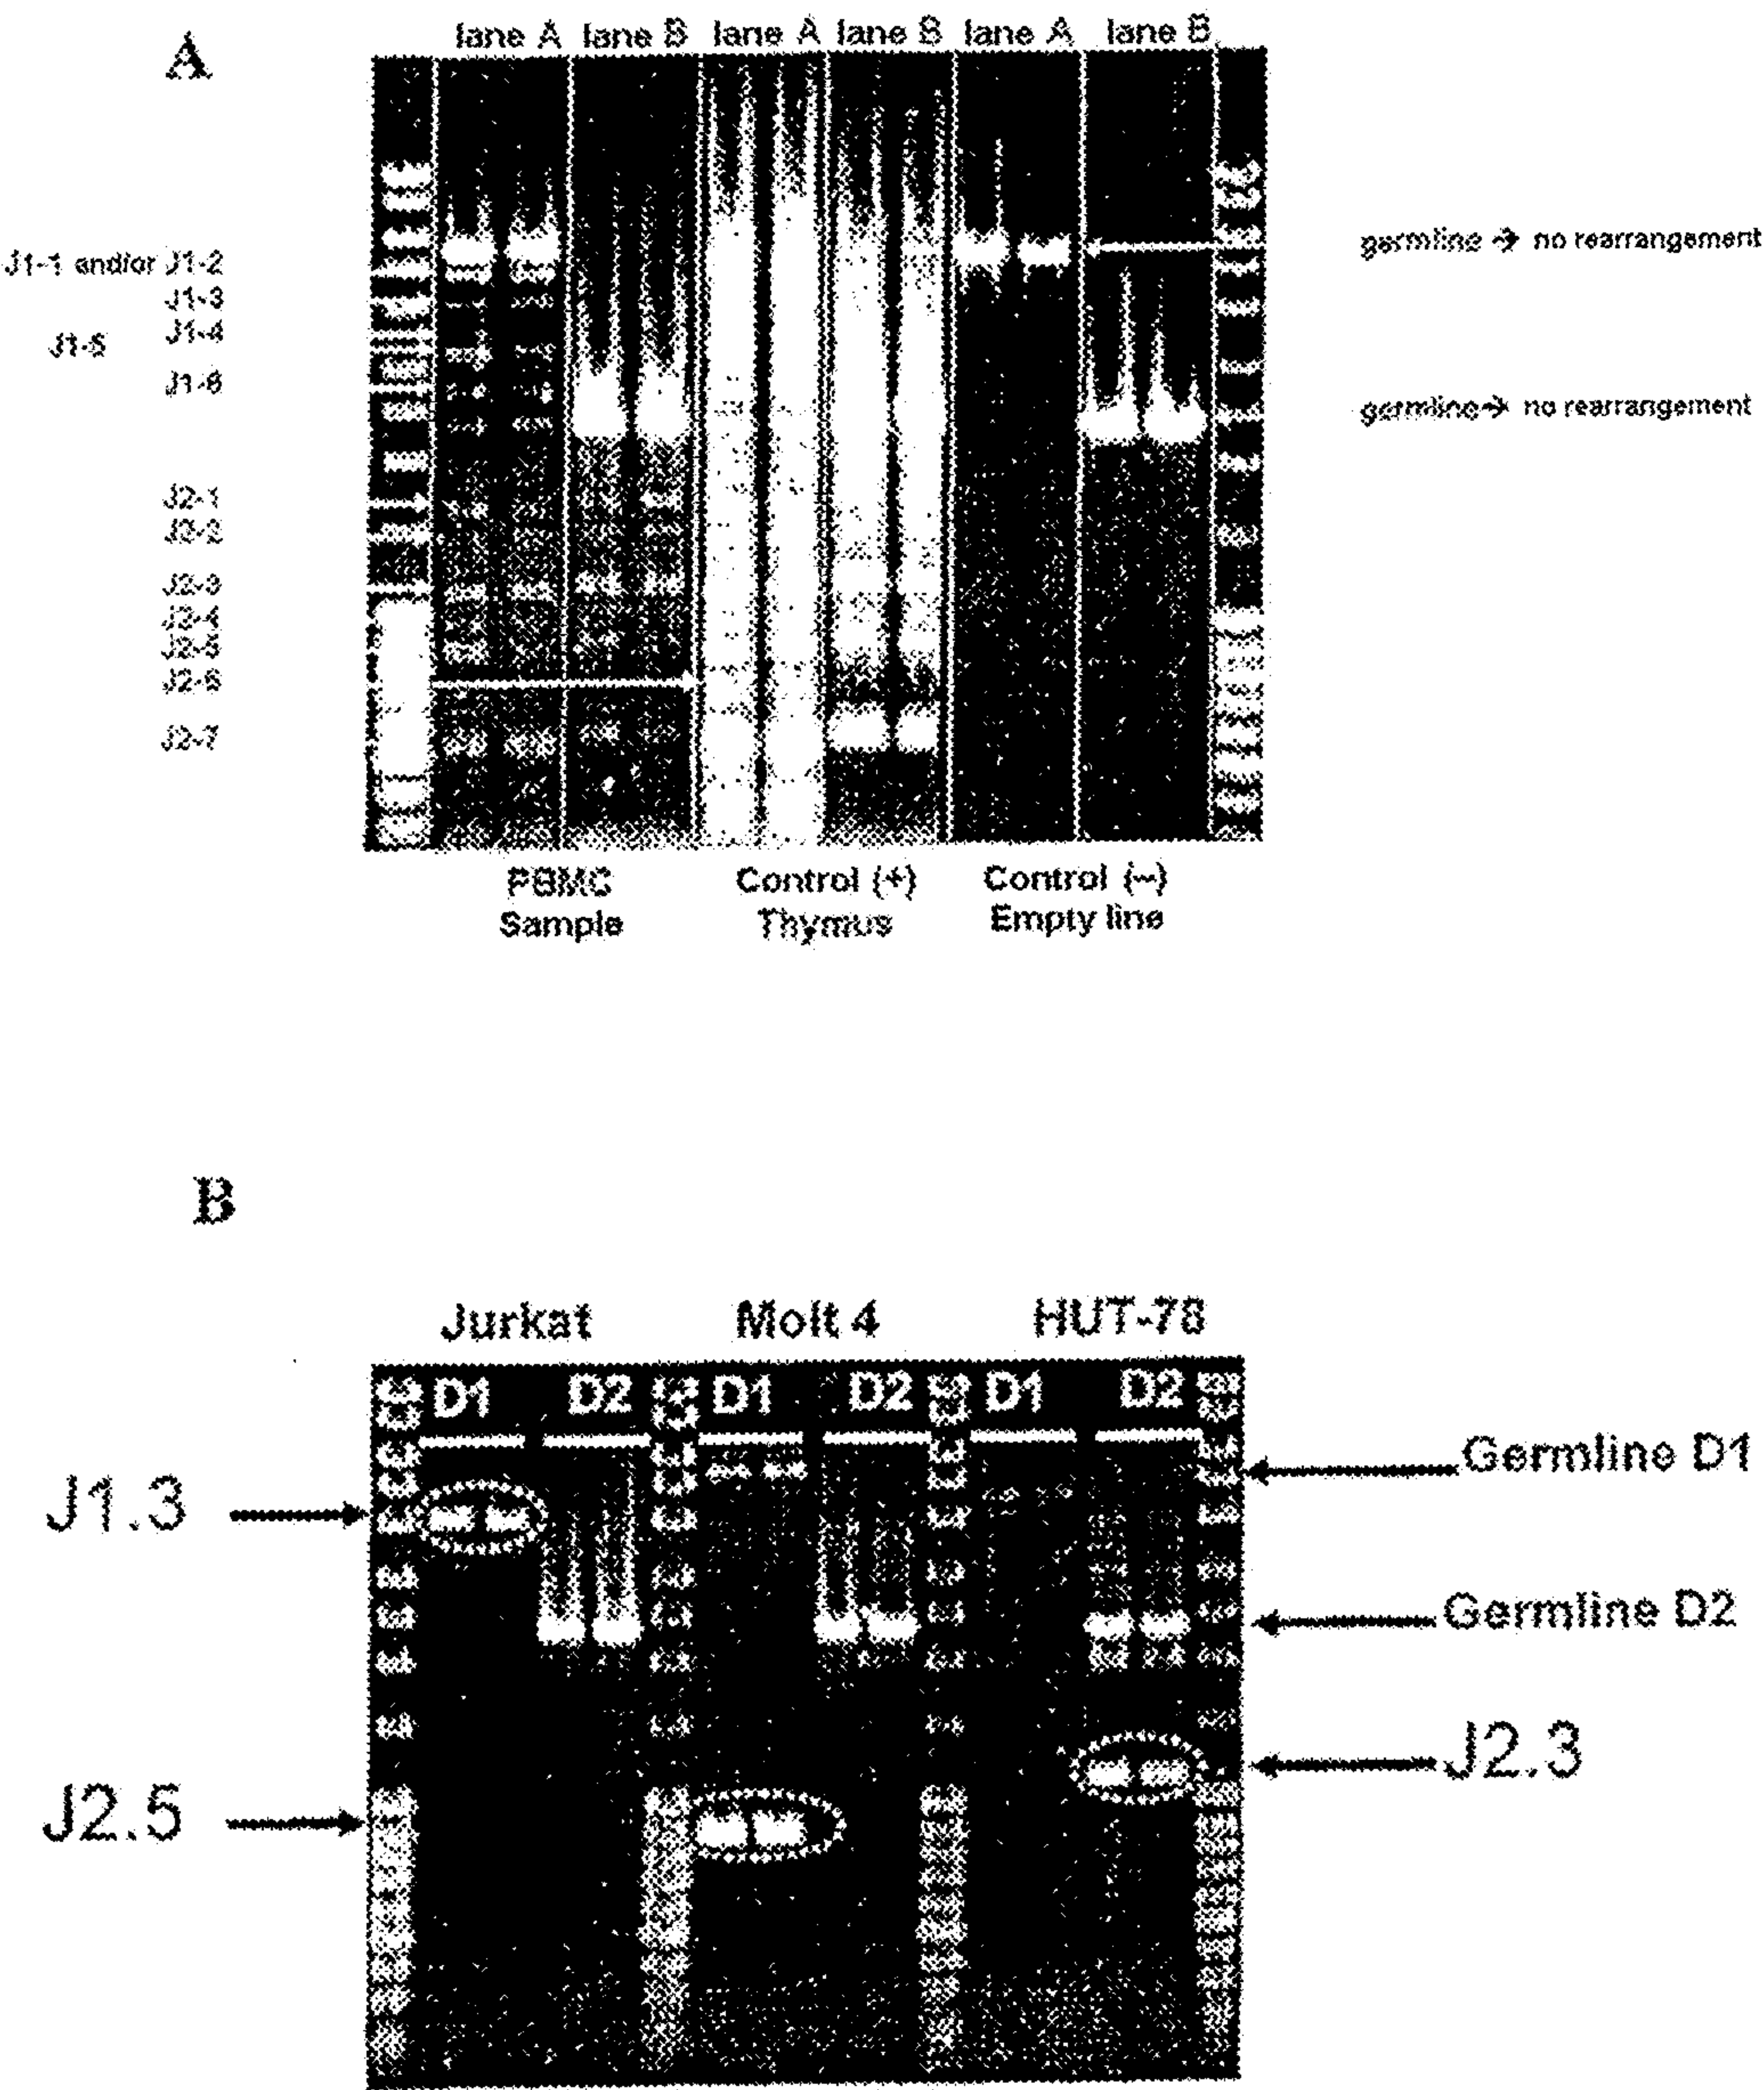 A
lane A lane B lane A lane B lane A lane B
J1-1 and/or J1-2
J1-3
J1-4
J1-5
J1-6
J2-1
J2-2
J2-3
J2-4
J2-5
J2-6
J2-7
germline → no rearrangement
germline → no rearrangement
PBMC
Sample
Control (+)
Thymus
Control (-)
Empty line
B
Jurkat Molt 4 HUT-78
D1 D2 D1 D2 D1 D2
J1.3
J2.5
Germline D1
Germline D2
J2.3